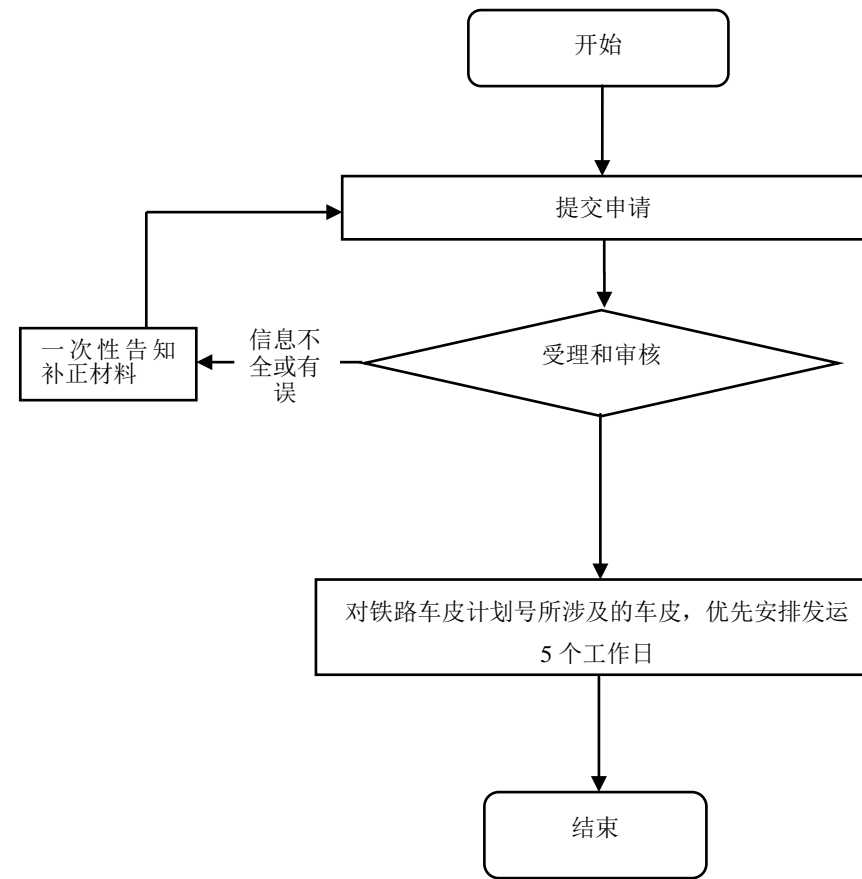 开始
提交申请
一次性告知
补正材料
信息不
全或有
误
受理和审核
对铁路车皮计划号所涉及的车皮，优先安排发运
5 个工作日
结束